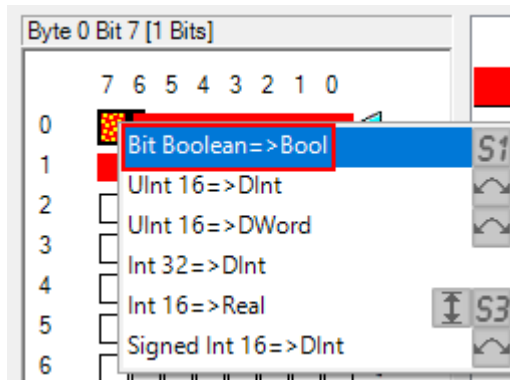 Byte 0 Bit 7 [1 Bits]
7 6 5 4 3 2 1 0
0
Bit Boolean=>Bool S1
1
UInt 16=>DInt
2
UInt 16=>DWord
3
Int 32=>DInt
4
Int 16=>Real S3
5
Signed Int 16=>DInt
6